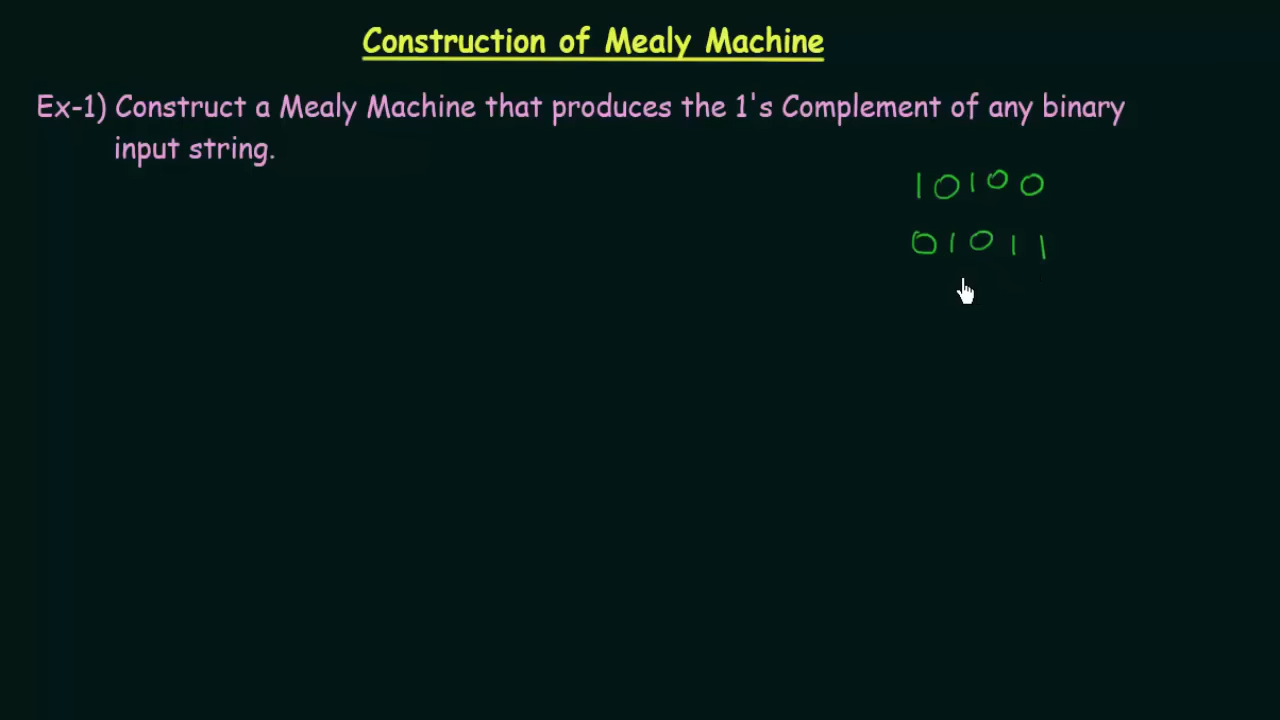 Construction of Mealy Machine
Ex-1) Construct a Mealy Machine that produces the 1's Complement of any binary
input string.
10100
01011